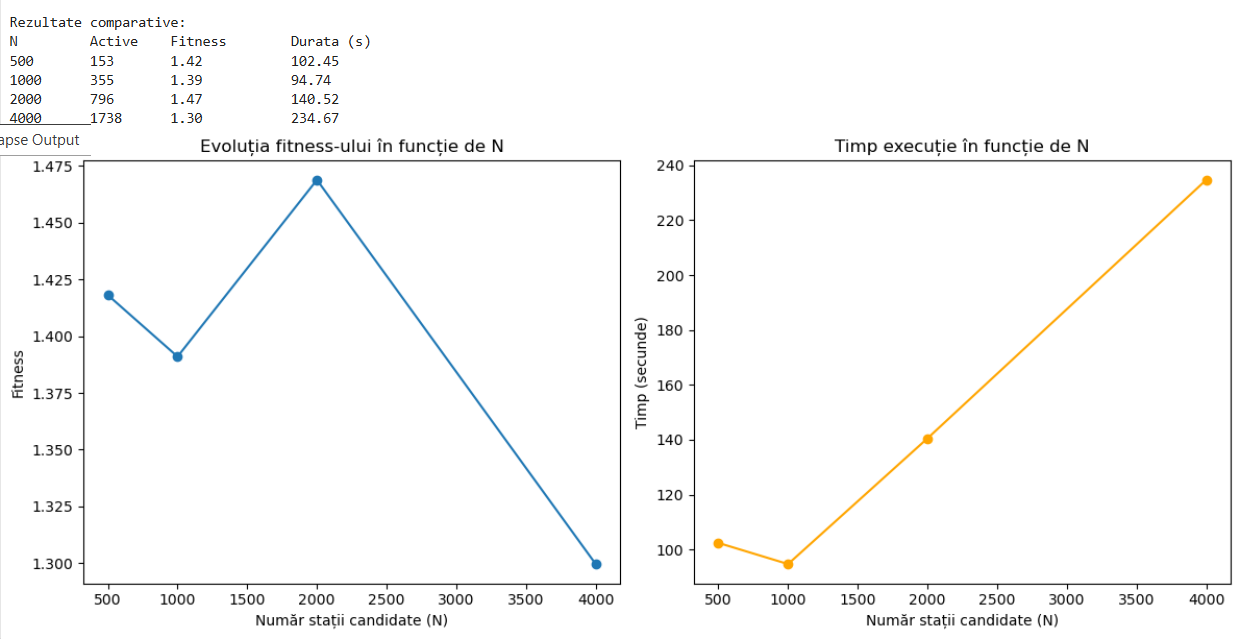 Rezultate comparative:
N Active Fitness Durata (s)
500 153 1.42 102.45
1000 355 1.39 94.74
2000 796 1.47 140.52
4000 1738 1.30 234.67
apse Output
Evoluția fitness-ului în funcție de N
1.475
1.450
1.425
1.400
1.375
1.350
1.325
1.300
Fitness
500 1000 1500 2000 2500 3000 3500 4000
Număr stații candidate (N)
Timp execuție în funcție de N
240
220
200
180
160
140
120
100
Timp (secunde)
500 1000 1500 2000 2500 3000 3500 4000
Număr stații candidate (N)